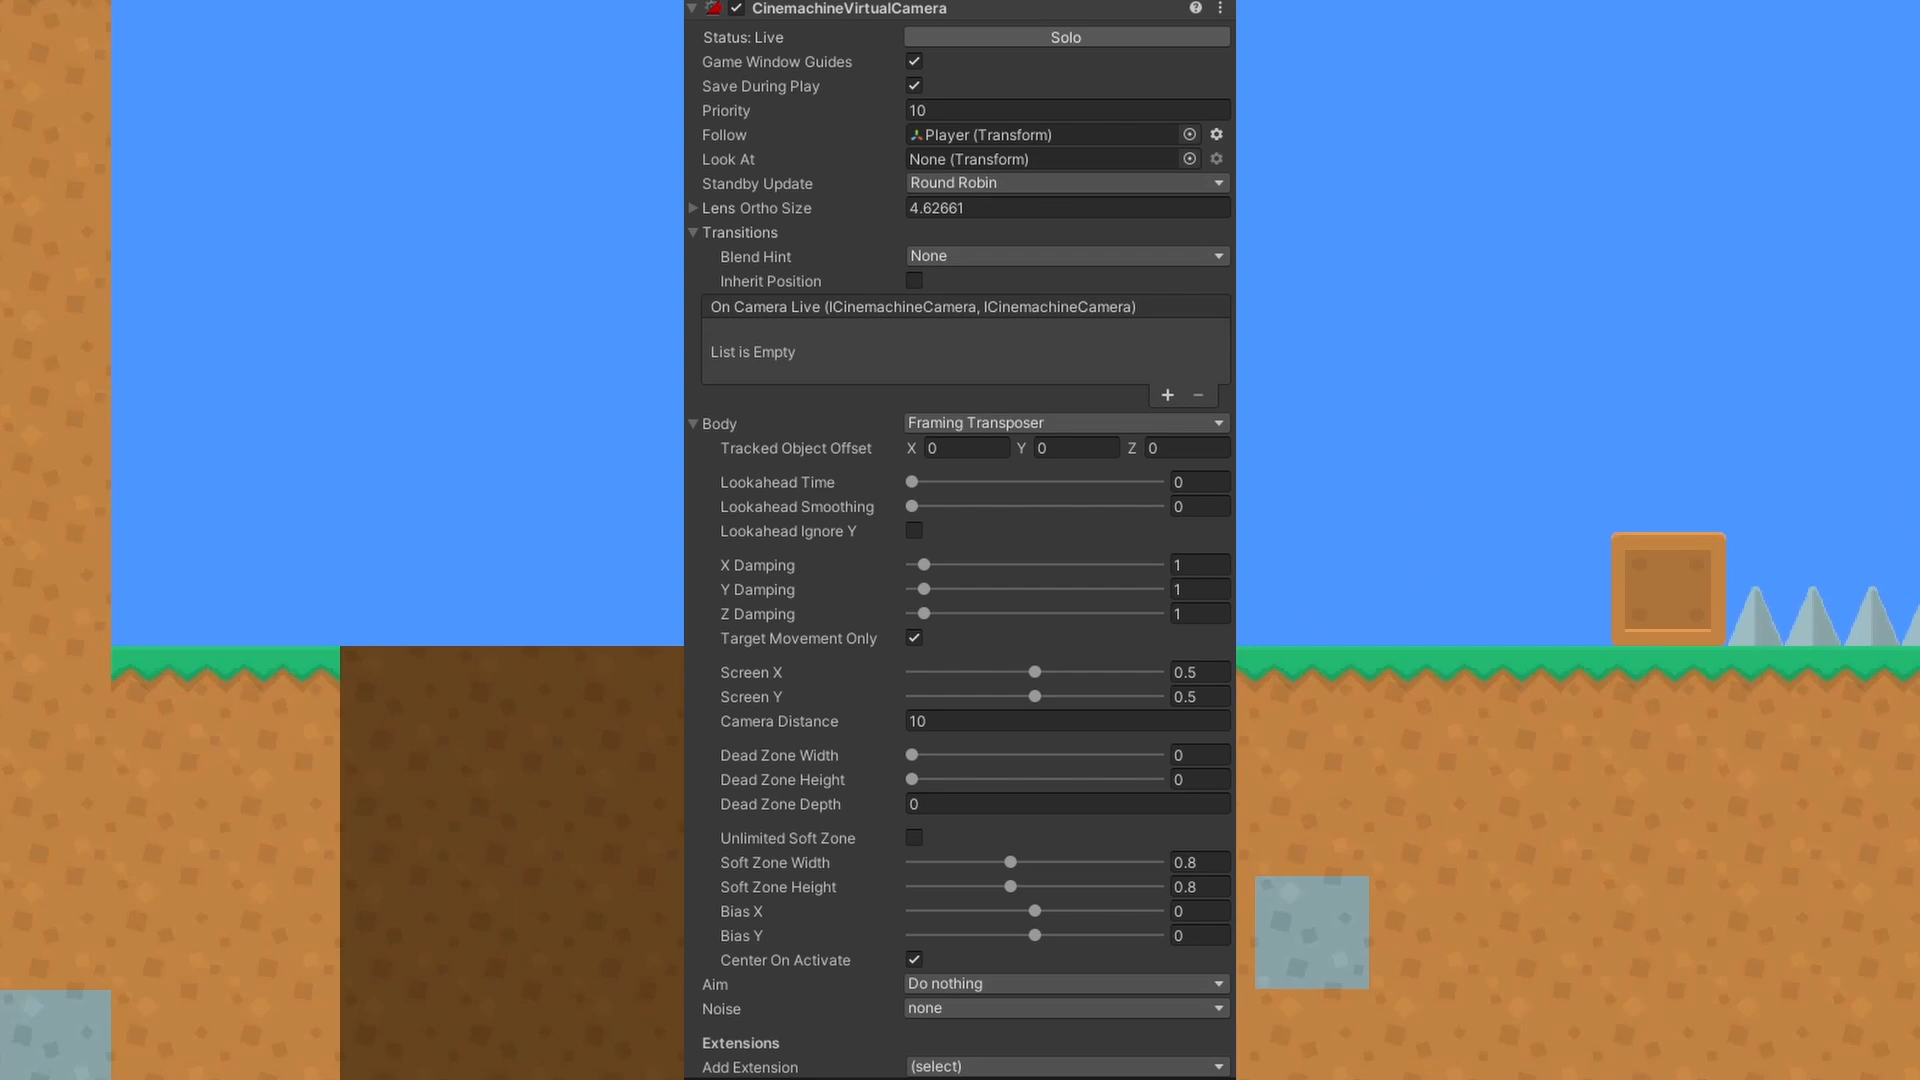 CinemachineVirtualCamera
Status: Live Solo
Game Window Guides
Save During Play
Priority 10
Follow Player (Transform)
Look At None (Transform)
Standby Update Round Robin
Lens Ortho Size 4.62661
Transitions
Blend Hint None
Inherit Position
On Camera Live (ICinemachineCamera, ICinemachineCamera)
List is Empty
+ −
Body Framing Transposer
Tracked Object Offset X 0 Y 0 Z 0
Lookahead Time 0
Lookahead Smoothing 0
Lookahead Ignore Y
X Damping 1
Y Damping 1
Z Damping 1
Target Movement Only
Screen X 0.5
Screen Y 0.5
Camera Distance 10
Dead Zone Width 0
Dead Zone Height 0
Dead Zone Depth 0
Unlimited Soft Zone
Soft Zone Width 0.8
Soft Zone Height 0.8
Bias X 0
Bias Y 0
Center On Activate
Aim Do nothing
Noise none
Extensions
Add Extension (select)